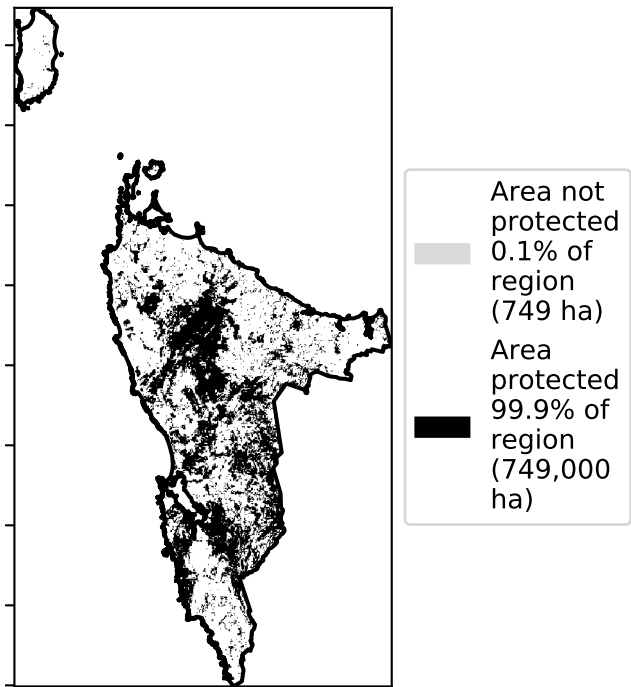 Area not
protected
0.1% of
region
(749 ha)
Area
protected
99.9% of
region
(749,000
ha)